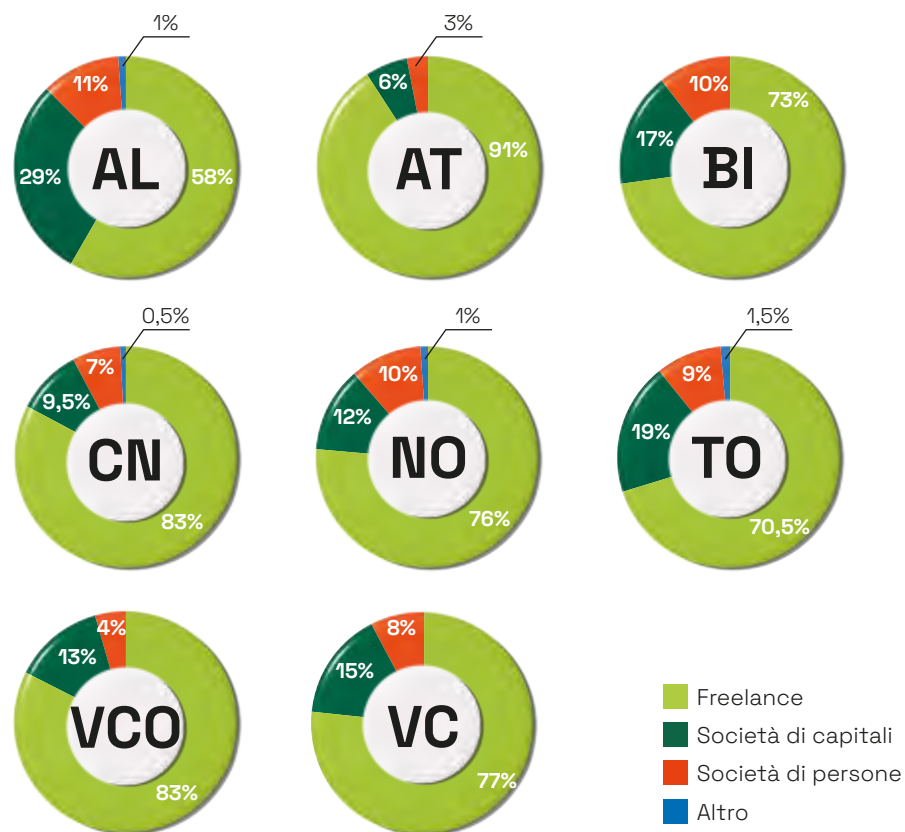 1%
11%
29%
58%
AL
3%
6%
91%
AT
10%
73%
17%
BI
0,5%
7%
9,5%
CN
83%
1%
10%
12%
NO
76%
1,5%
9%
19%
TO
70,5%
4%
13%
VCO
83%
8%
15%
VC
77%
Freelance
Società di capitali
Società di persone
Altro